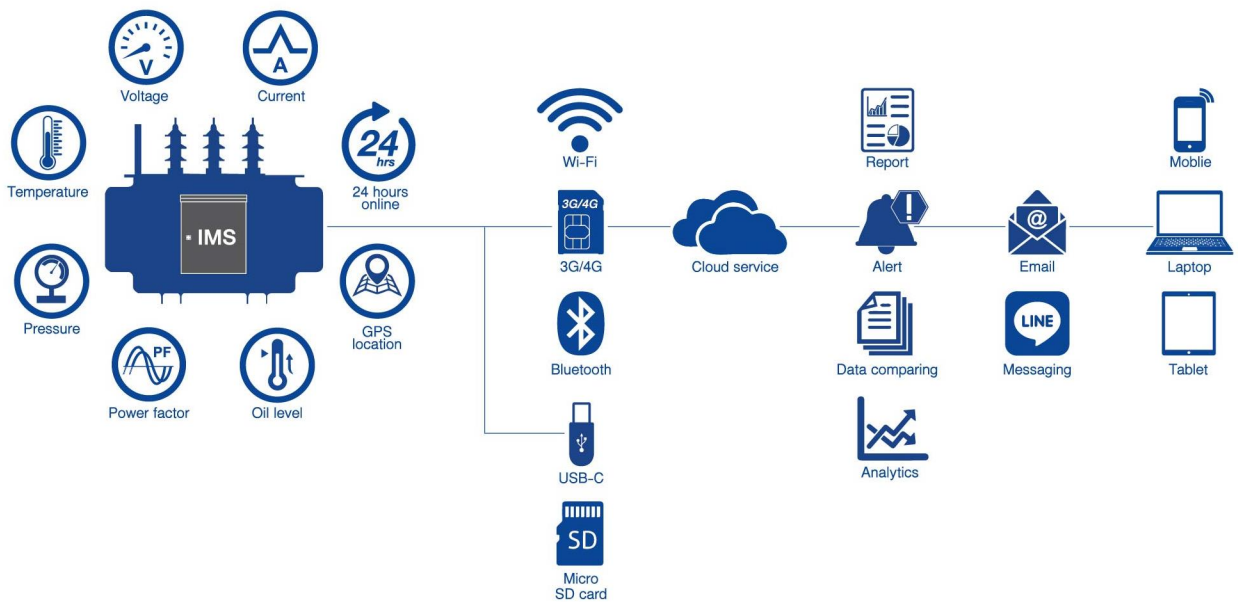 V
Voltage
A
Current
Temperature
24
hrs
24 hours
online
IMS
Pressure
GPS
location
PF
Power factor
Oil level
Wi-Fi
3G/4G
3G/4G
Bluetooth
USB-C
SD
Micro
SD card
Cloud service
Report
!
Alert
Data comparing
Analytics
@
Email
LINE
Messaging
Moblie
Laptop
Tablet